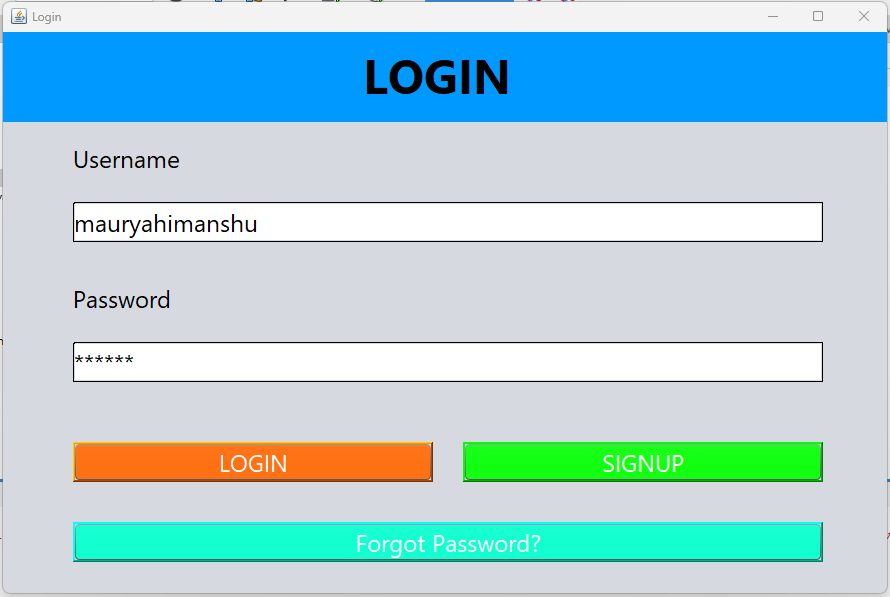 Login
LOGIN
Username
mauryahimanshu
Password
******
LOGIN SIGNUP
Forgot Password?